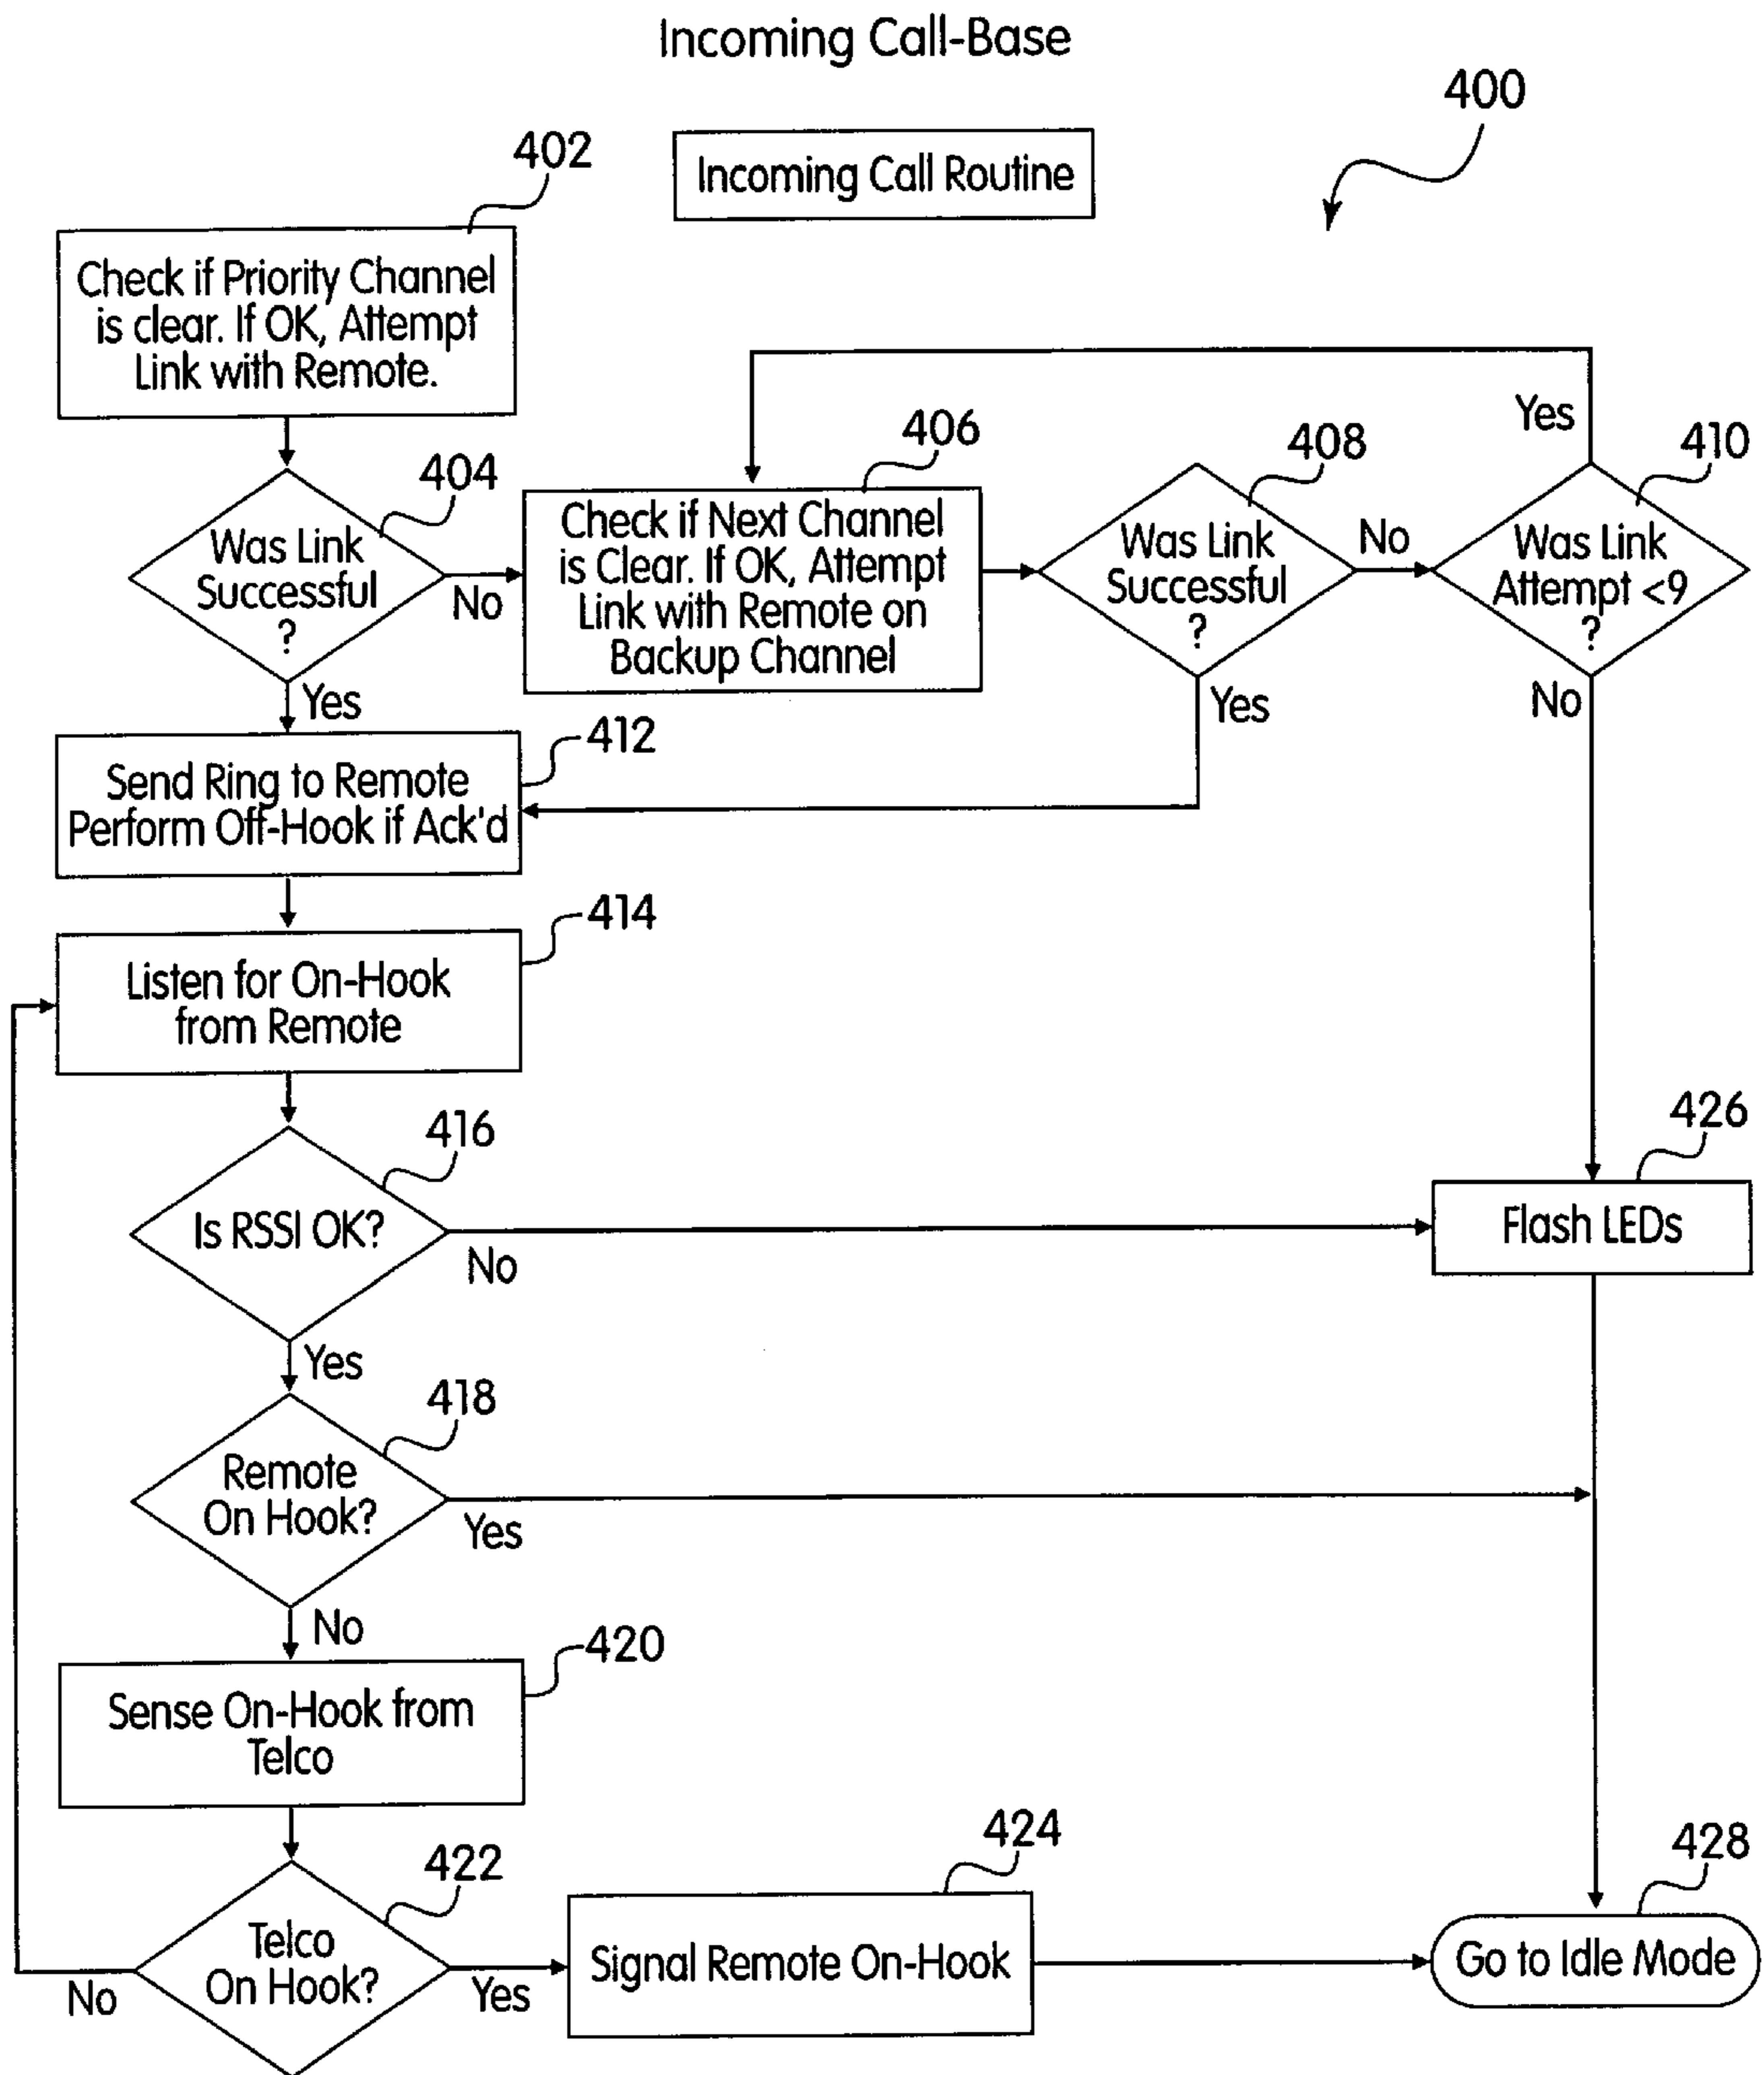 Incoming Call-Base
400
402
Incoming Call Routine
Check if Priority Channel
is clear. If OK, Attempt
Link with Remote.
404
Was Link
Successful
?
No
Yes
406
Check if Next Channel
is Clear. If OK, Attempt
Link with Remote on
Backup Channel
408
Was Link
Successful
?
No
Yes
410
Was Link
Attempt <9
?
Yes
No
412
Send Ring to Remote
Perform Off-Hook if Ack'd
414
Listen for On-Hook
from Remote
416
Is RSSI OK?
No
Yes
426
Flash LEDs
418
Remote
On Hook?
Yes
No
420
Sense On-Hook from
Telco
422
Telco
On Hook?
No
Yes
424
Signal Remote On-Hook
428
Go to Idle Mode